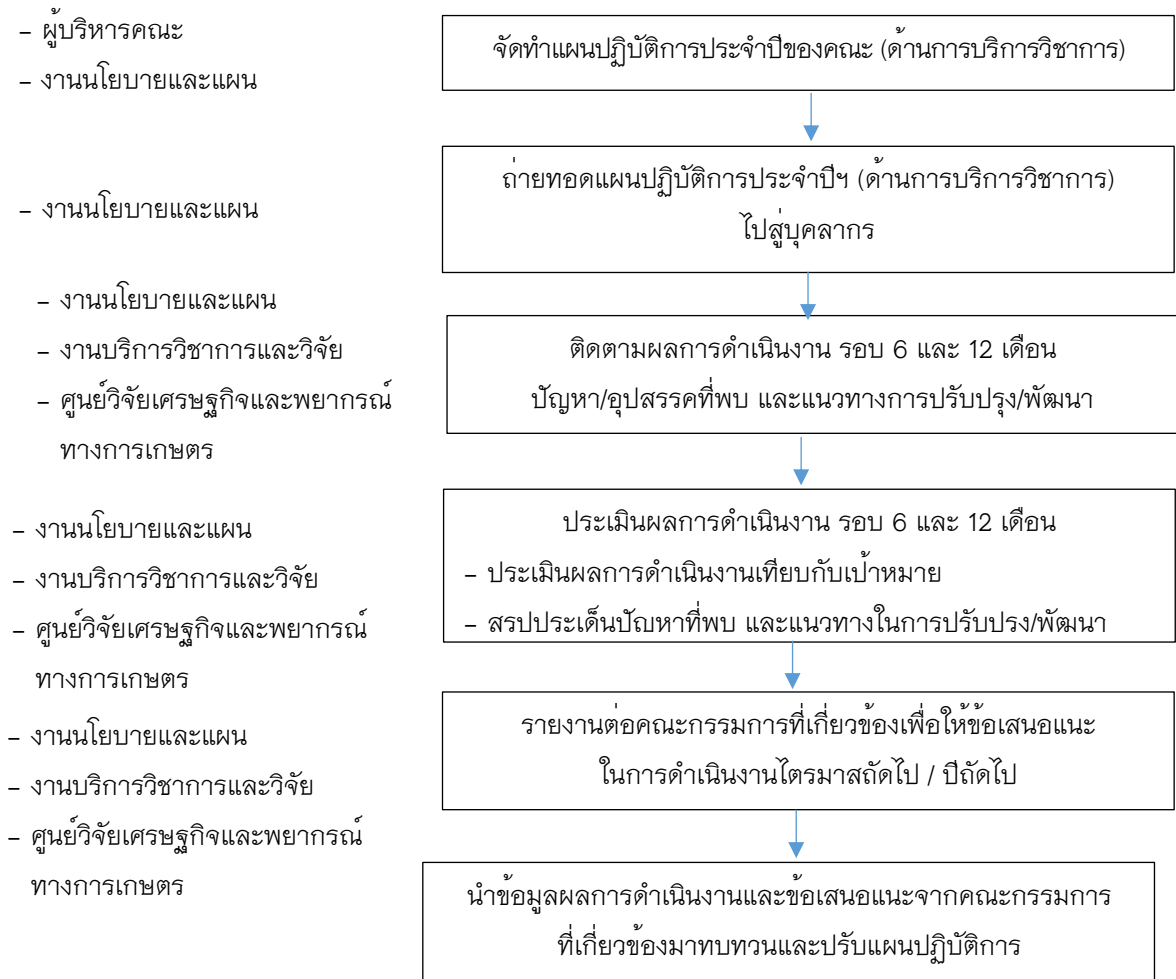 – ผู้บริหารคณะ
– งานนโยบายและแผน
จัดทำแผนปฏิบัติการประจำปีของคณะ (ด้านการบริการวิชาการ)
– งานนโยบายและแผน
ถ่ายทอดแผนปฏิบัติการประจำปีฯ (ด้านการบริการวิชาการ)
ไปสู่บุคลากร
– งานนโยบายและแผน
– งานบริการวิชาการและวิจัย
– ศูนย์วิจัยเศรษฐกิจและพยากรณ์
ทางการเกษตร
ติดตามผลการดำเนินงาน รอบ 6 และ 12 เดือน
ปัญหา/อุปสรรคที่พบ และแนวทางการปรับปรุง/พัฒนา
– งานนโยบายและแผน
– งานบริการวิชาการและวิจัย
– ศูนย์วิจัยเศรษฐกิจและพยากรณ์
ทางการเกษตร
ประเมินผลการดำเนินงาน รอบ 6 และ 12 เดือน
– ประเมินผลการดำเนินงานเทียบกับเป้าหมาย
– สรปประเด็นปัญหาที่พบ และแนวทางในการปรับปรง/พัฒนา
– งานนโยบายและแผน
– งานบริการวิชาการและวิจัย
– ศูนย์วิจัยเศรษฐกิจและพยากรณ์
ทางการเกษตร
รายงานต่อคณะกรรมการที่เกี่ยวข้องเพื่อให้ข้อเสนอแนะ
ในการดำเนินงานไตรมาสถัดไป / ปีถัดไป
นำข้อมูลผลการดำเนินงานและข้อเสนอแนะจากคณะกรรมการ
ที่เกี่ยวข้องมาทบทวนและปรับแผนปฏิบัติการ